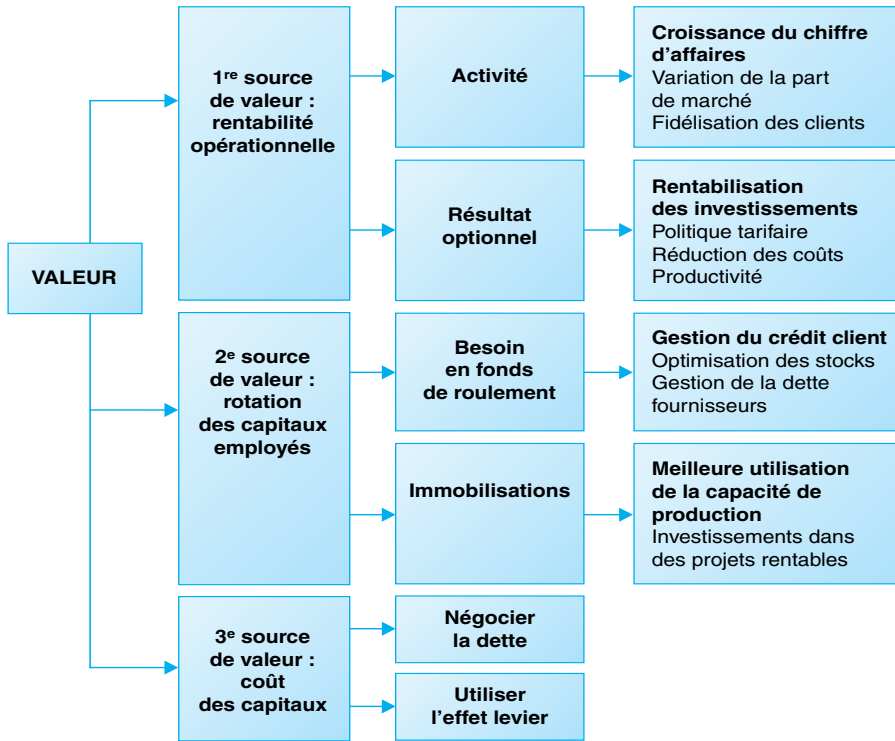 VALEUR
1re source
de valeur :
rentabilité
opérationnelle
Activité
Croissance du chiffre
d'affaires
Variation de la part
de marché
Fidélisation des clients
Résultat
optionnel
Rentabilisation
des investissements
Politique tarifaire
Réduction des coûts
Productivité
2e source
de valeur :
rotation
des capitaux
employés
Besoin
en fonds
de roulement
Gestion du crédit client
Optimisation des stocks
Gestion de la dette
fournisseurs
Immobilisations
Meilleure utilisation
de la capacité de
production
Investissements dans
des projets rentables
3e source
de valeur :
coût
des capitaux
Négocier
la dette
Utiliser
l'effet levier